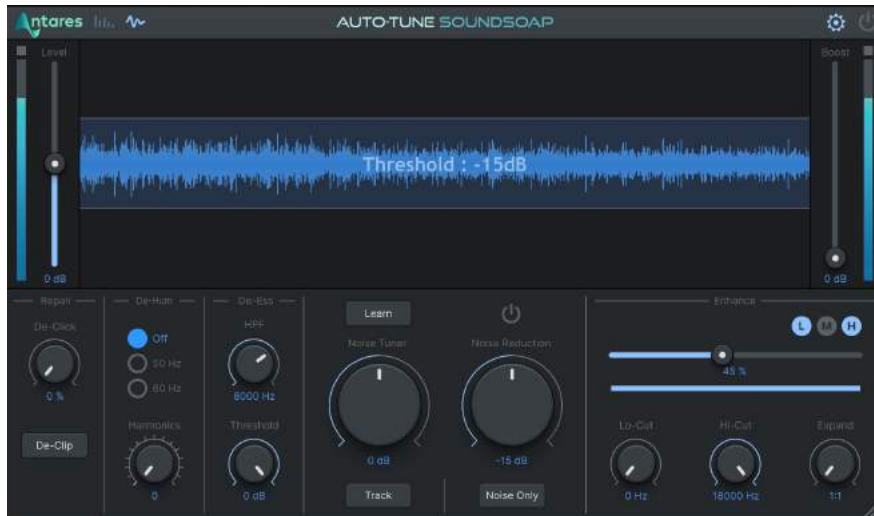 Antares
AUTO-TUNE SOUNDSOAP
Level
Boost
Threshold : -15dB
0 dB
0 dB
Repair
De-Hum
De-Ess
Enhance
De-Click
Off
50 Hz
60 Hz
HPF
Learn
L M H
Noise Tuner
Noise Reduction
45 %
0 %
8000 Hz
Harmonics
Threshold
Lo-Cut
Hi-Cut
Expand
De-Clip
0 dB
-15 dB
0
0 dB
0 Hz
18000 Hz
1:1
Track
Noise Only